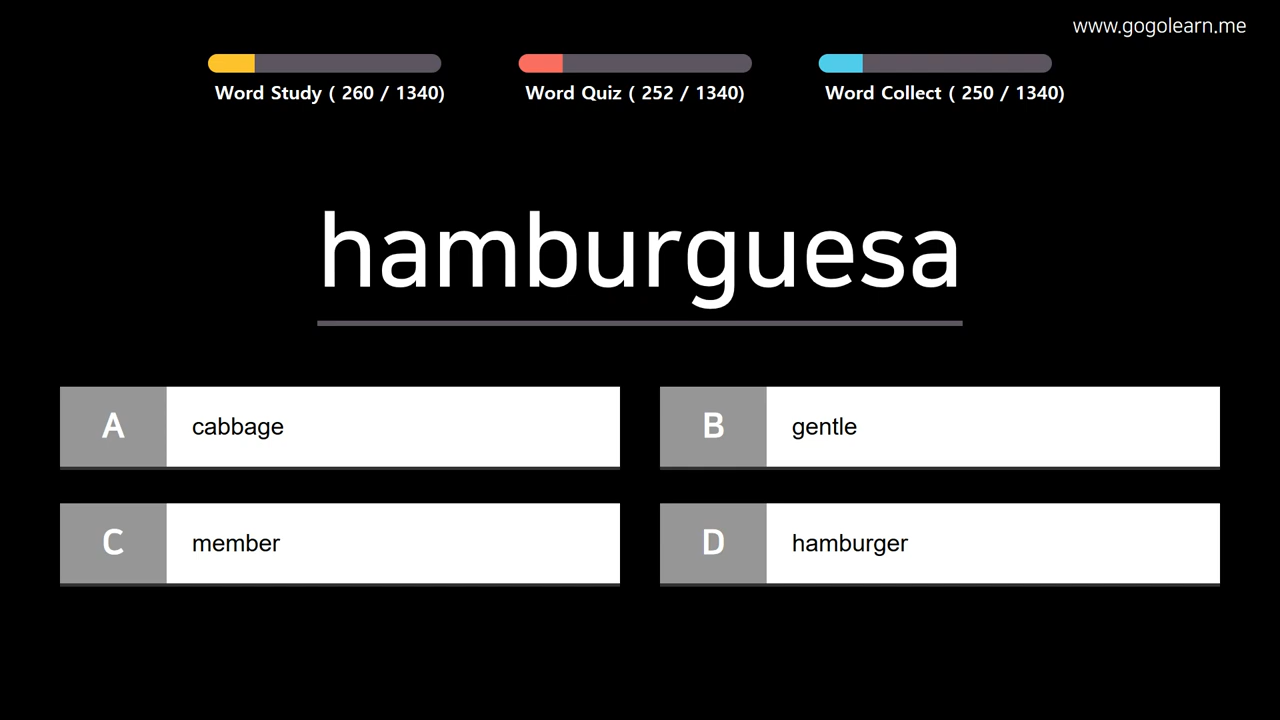 www.gogolearn.me
Word Study ( 260 / 1340)
Word Quiz ( 252 / 1340)
Word Collect ( 250 / 1340)
hamburguesa
A cabbage
B gentle
C member
D hamburger